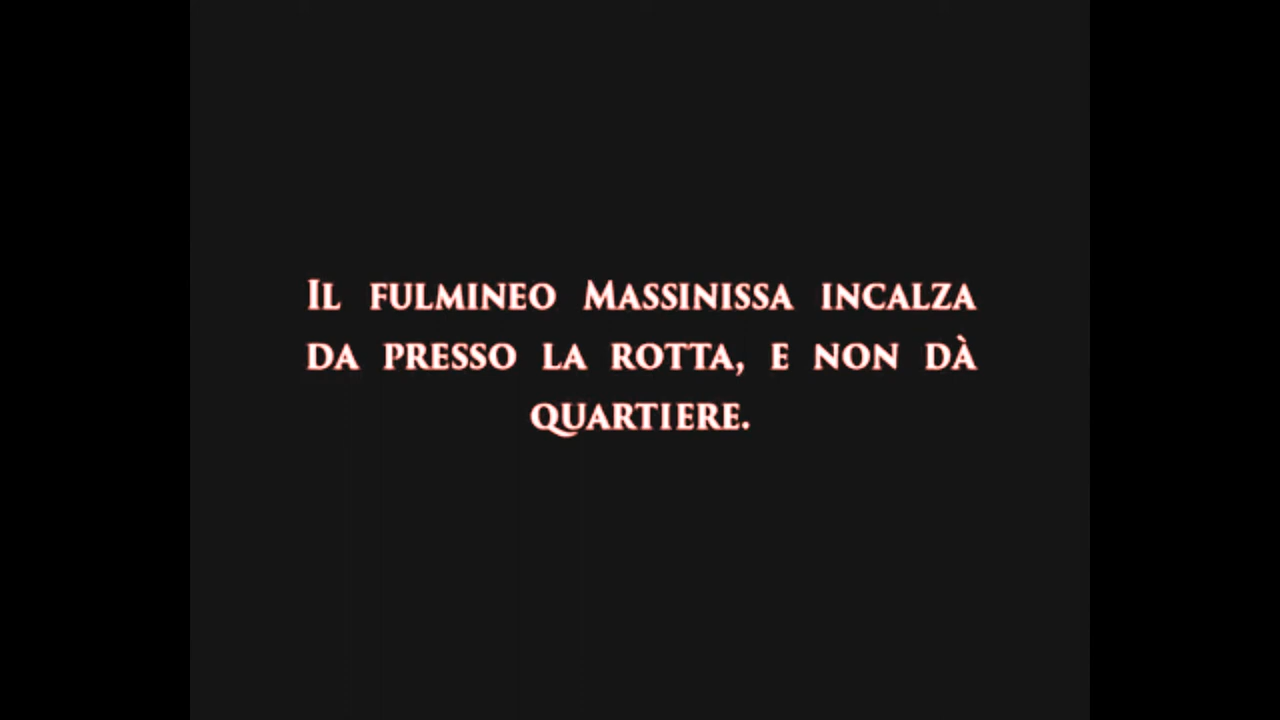 Il fulmineo Massinissa incalza
da presso la rotta, e non dà
quartiere.